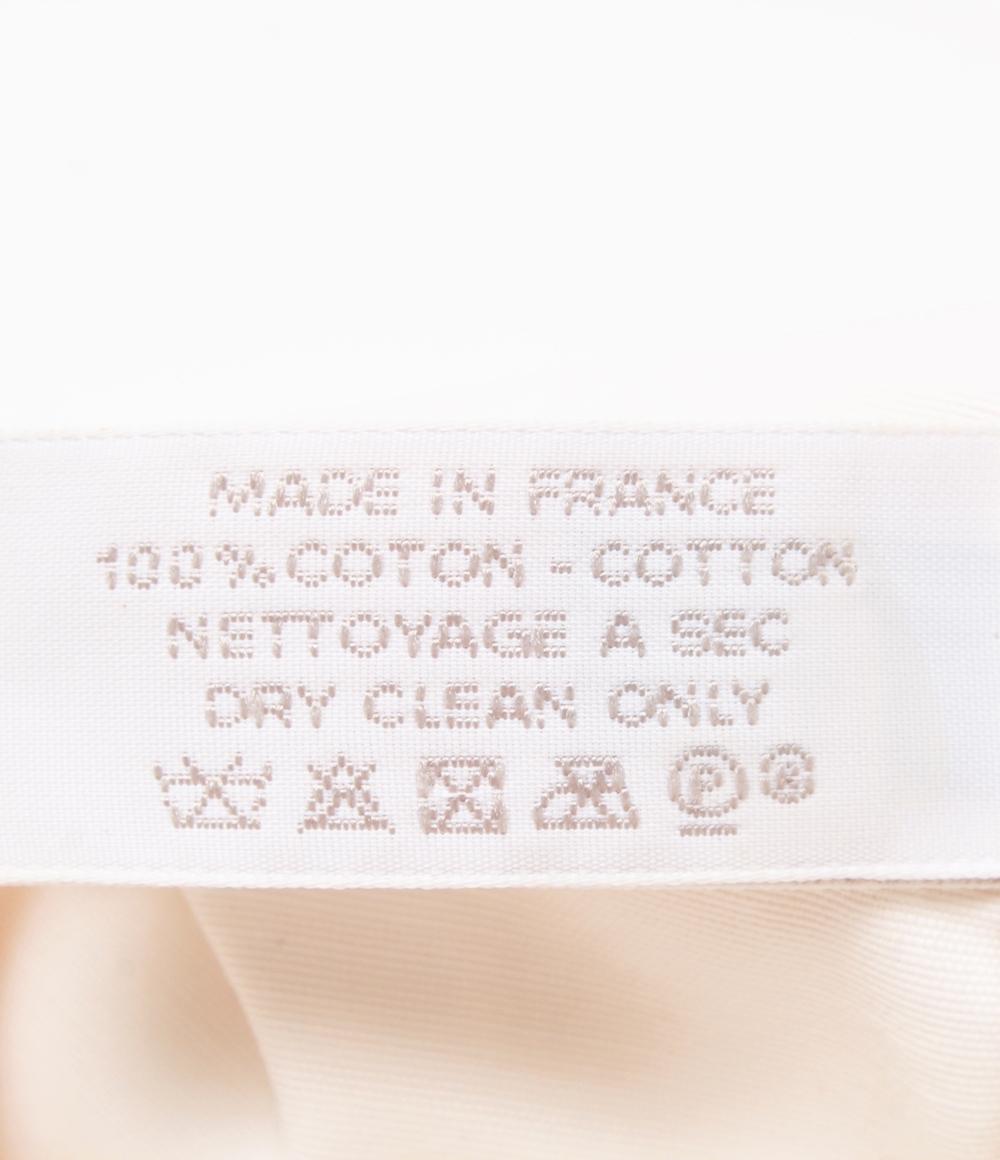 MADE IN FRANCE
100% COTON - COTTON
NETTOYAGE A SEC
DRY CLEAN ONLY
P ®